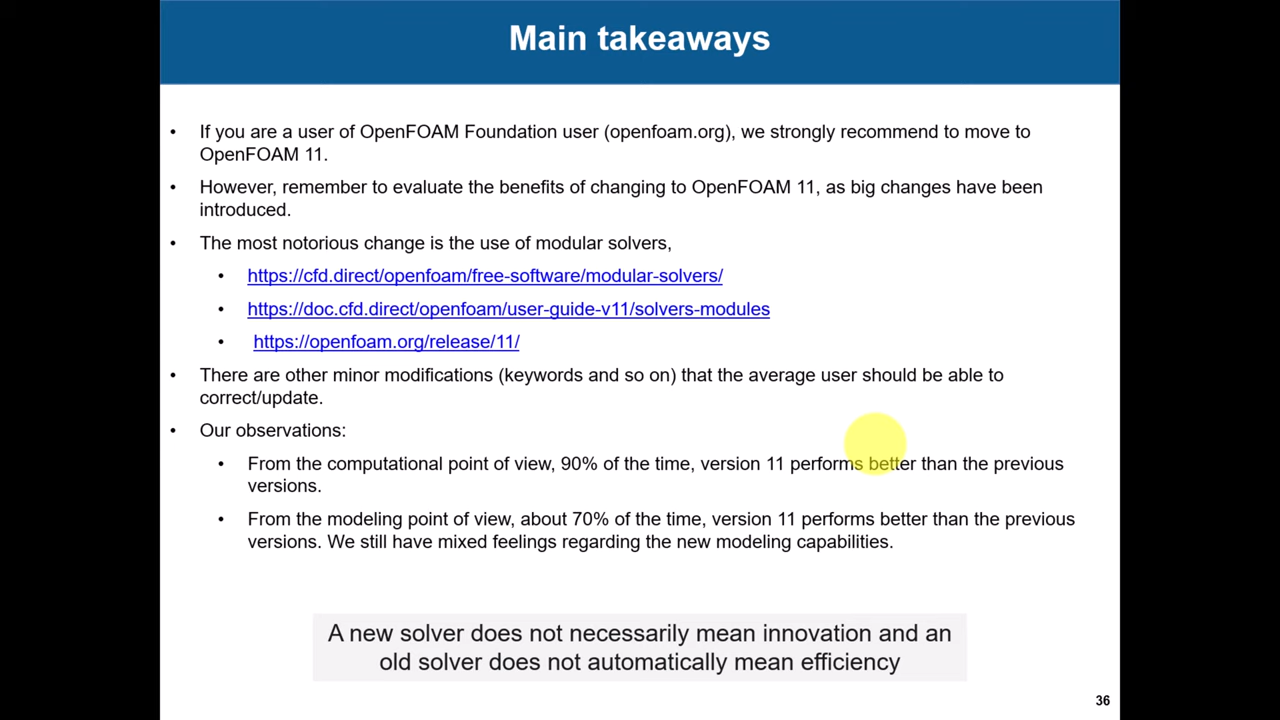 Main takeaways
• If you are a user of OpenFOAM Foundation user (openfoam.org), we strongly recommend to move to
OpenFOAM 11.
• However, remember to evaluate the benefits of changing to OpenFOAM 11, as big changes have been
introduced.
• The most notorious change is the use of modular solvers,
• https://cfd.direct/openfoam/free-software/modular-solvers/
• https://doc.cfd.direct/openfoam/user-guide-v11/solvers-modules
• https://openfoam.org/release/11/
• There are other minor modifications (keywords and so on) that the average user should be able to
correct/update.
• Our observations:
• From the computational point of view, 90% of the time, version 11 performs better than the previous
versions.
• From the modeling point of view, about 70% of the time, version 11 performs better than the previous
versions. We still have mixed feelings regarding the new modeling capabilities.
A new solver does not necessarily mean innovation and an
old solver does not automatically mean efficiency
36